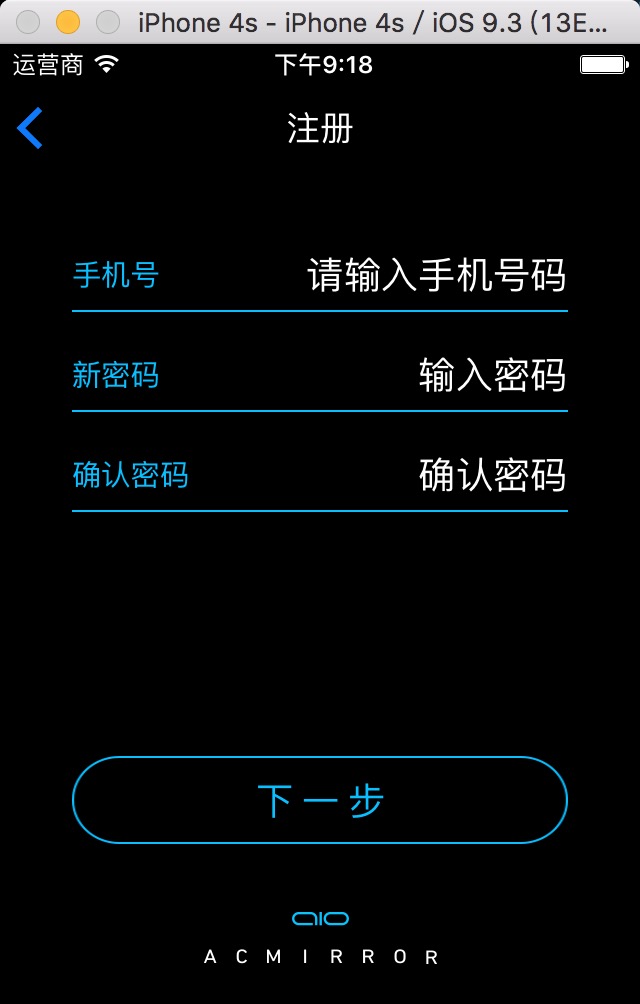 iPhone 4s - iPhone 4s / iOS 9.3 (13E...
运营商 下午9:18
注册
手机号 请输入手机号码
新密码 输入密码
确认密码 确认密码
下一步
ACMIRROR